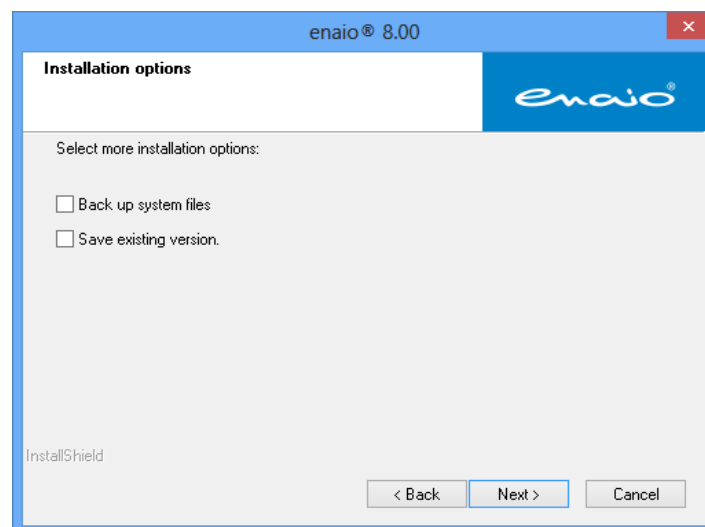 enaio® 8.00
Installation options
enaio®
Select more installation options:
Back up system files
Save existing version.
InstallShield
< Back Next > Cancel